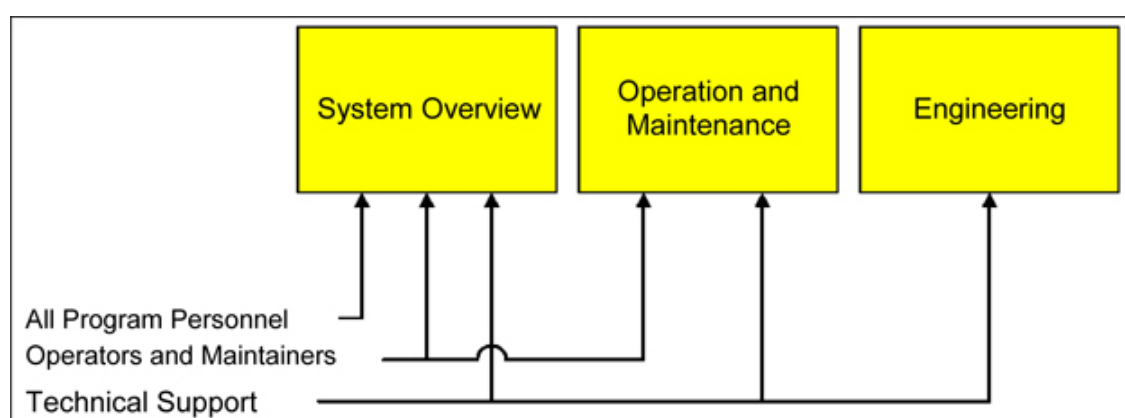 System Overview
Operation and
Maintenance
Engineering
All Program Personnel
Operators and Maintainers
Technical Support